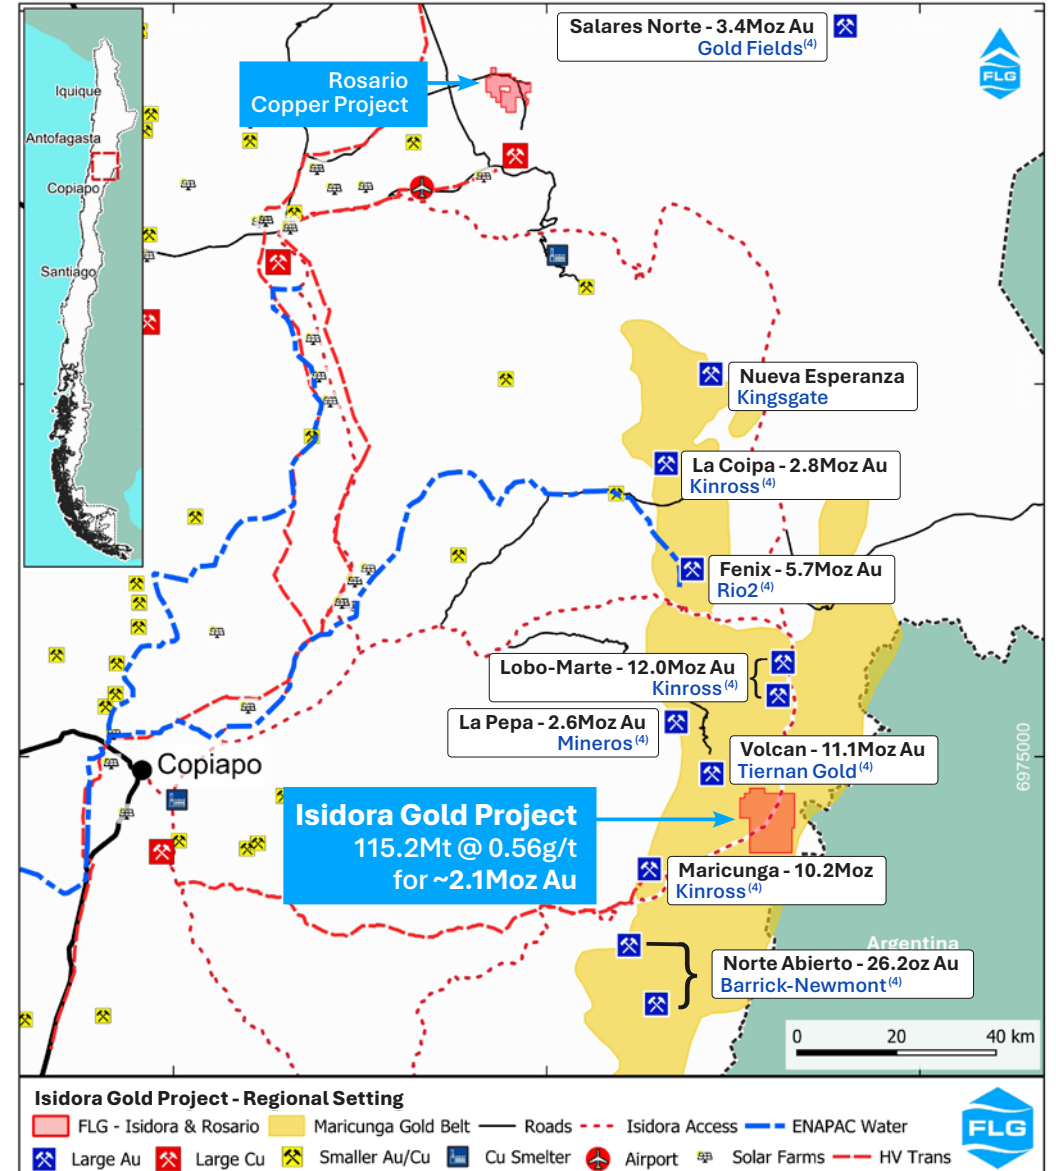 Salares Norte - 3.4Moz Au
Gold Fields(4)
FLG
Rosario
Copper Project
Iquique
Antofagasta
Copiapo
Santiago
Nueva Esperanza
Kingsgate
La Coipa - 2.8Moz Au
Kinross(4)
Fenix - 5.7Moz Au
Rio2(4)
Lobo-Marte - 12.0Moz Au
Kinross(4)
La Pepa - 2.6Moz Au
Mineros(4)
Volcan - 11.1Moz Au
Tiernan Gold(4)
6975000
Copiapo
Isidora Gold Project
115.2Mt @ 0.56g/t
for ~2.1Moz Au
Maricunga - 10.2Moz
Kinross(4)
Argentina
Norte Abierto - 26.2oz Au
Barrick-Newmont(4)
0 20 40 km
Isidora Gold Project - Regional Setting
FLG - Isidora & Rosario Maricunga Gold Belt Roads Isidora Access ENAPAC Water
Large Au Large Cu Smaller Au/Cu Cu Smelter Airport Solar Farms HV Trans
FLG